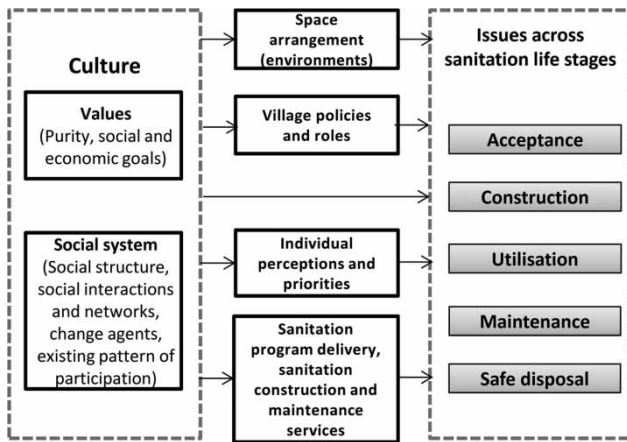 Culture
Values
(Purity, social and
economic goals)
Social system
(Social structure,
social interactions
and networks,
change agents,
existing pattern of
participation)
Space
arrangement
(environments)
Village policies
and roles
Individual
perceptions and
priorities
Sanitation
program delivery,
sanitation
construction and
maintenance
services
Issues across
sanitation life stages
Acceptance
Construction
Utilisation
Maintenance
Safe disposal